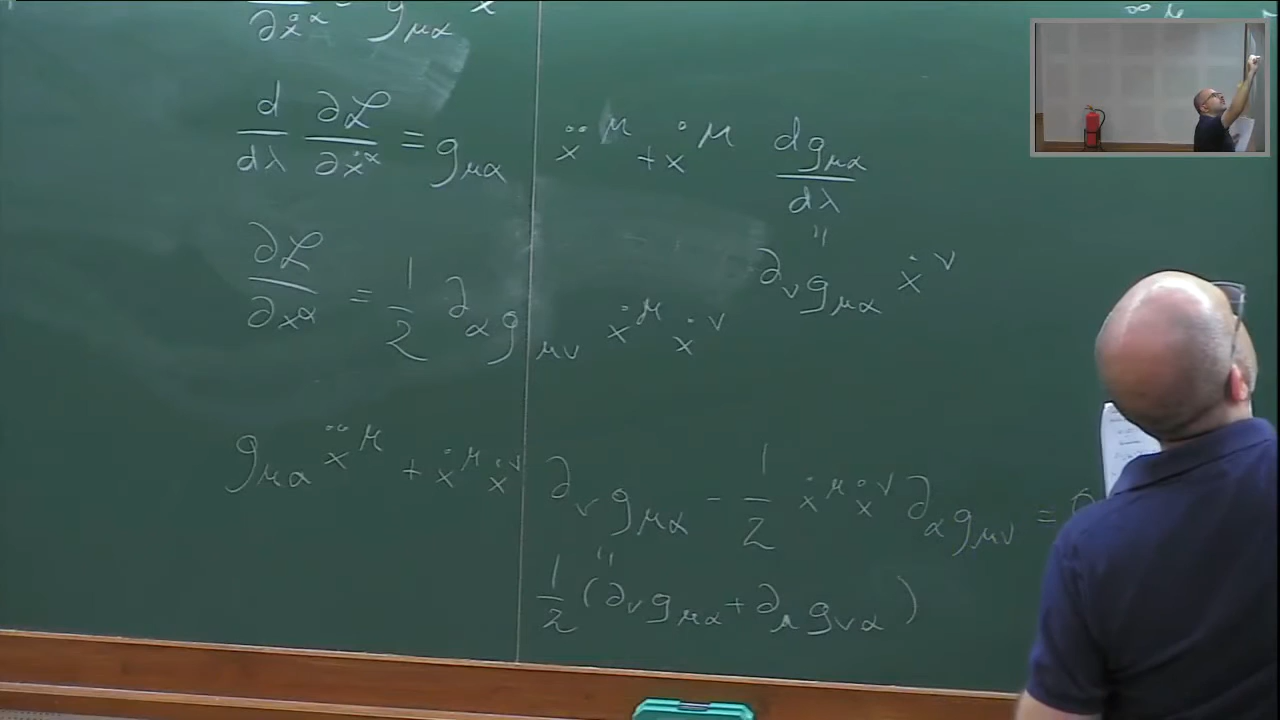 ∂ẋ^α g_μα x
d/dλ ∂ℒ/∂ẋ^α = g_μα ẍ^μ + ẋ^μ dg_μα/dλ
"
∂_ν g_μα ẋ^ν
∂ℒ/∂x^α = 1/2 ∂_α g_μν ẋ^μ ẋ^ν
g_μα ẍ^μ + ẋ^μ ẋ^ν ∂_ν g_μα - 1/2 ẋ^μ ẋ^ν ∂_α g_μν = 0
"
1/2 (∂_ν g_μα + ∂_μ g_να)